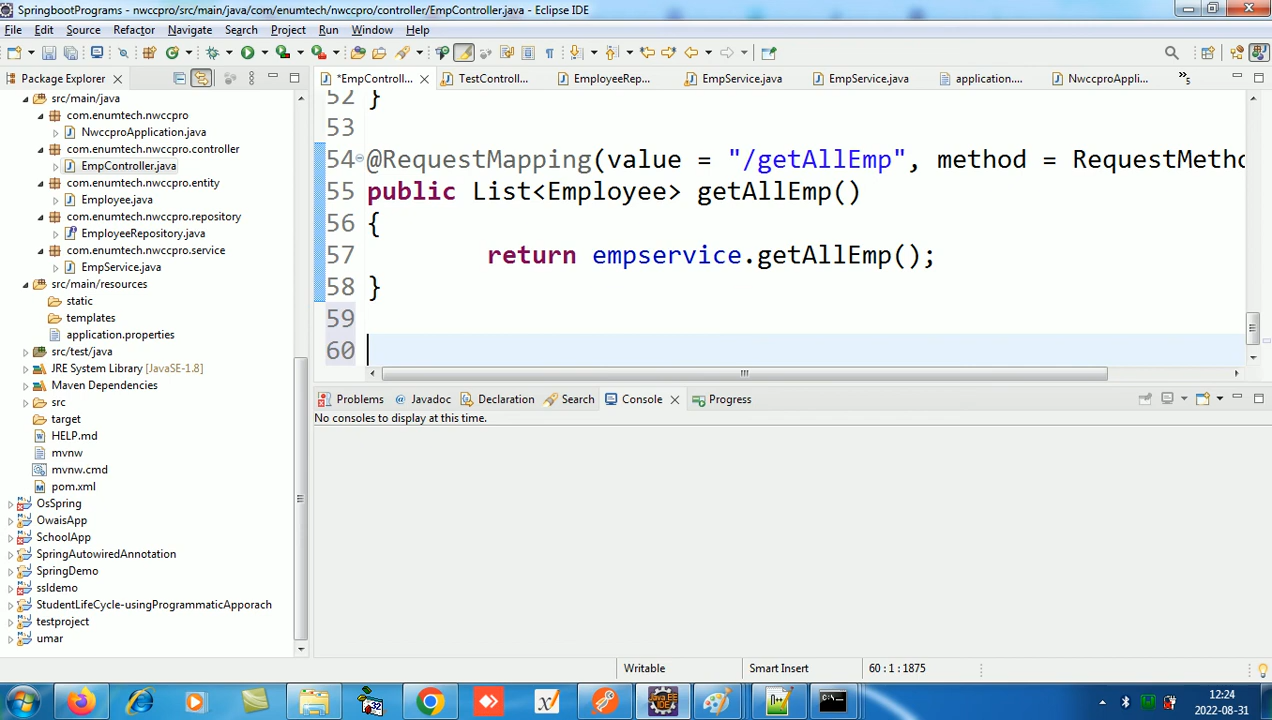 SpringbootPrograms - nwccpro/src/main/java/com/enumtech/nwccpro/controller/EmpController.java - Eclipse IDE
File Edit Source Refactor Navigate Search Project Run Window Help
Package Explorer
*EmpControll... TestControll... EmployeeRep... EmpService.java EmpService.java application.... NwccproAppli... »5
src/main/java
com.enumtech.nwccpro
NwccproApplication.java
com.enumtech.nwccpro.controller
EmpController.java
com.enumtech.nwccpro.entity
Employee.java
com.enumtech.nwccpro.repository
EmployeeRepository.java
com.enumtech.nwccpro.service
EmpService.java
src/main/resources
static
templates
application.properties
src/test/java
JRE System Library [JavaSE-1.8]
Maven Dependencies
src
target
HELP.md
mvnw
mvnw.cmd
pom.xml
OsSpring
OwaisApp
SchoolApp
SpringAutowiredAnnotation
SpringDemo
ssldemo
StudentLifeCycle-usingProgrammaticApporach
testproject
umar
52 }
53
54 @RequestMapping(value = "/getAllEmp", method = RequestMetho
55 public List<Employee> getAllEmp()
56 {
57 return empservice.getAllEmp();
58 }
59
60
Problems Javadoc Declaration Search Console Progress
No consoles to display at this time.
Writable Smart Insert 60 : 1 : 1875
32
Java EE
IDE
12:24
2022-08-31